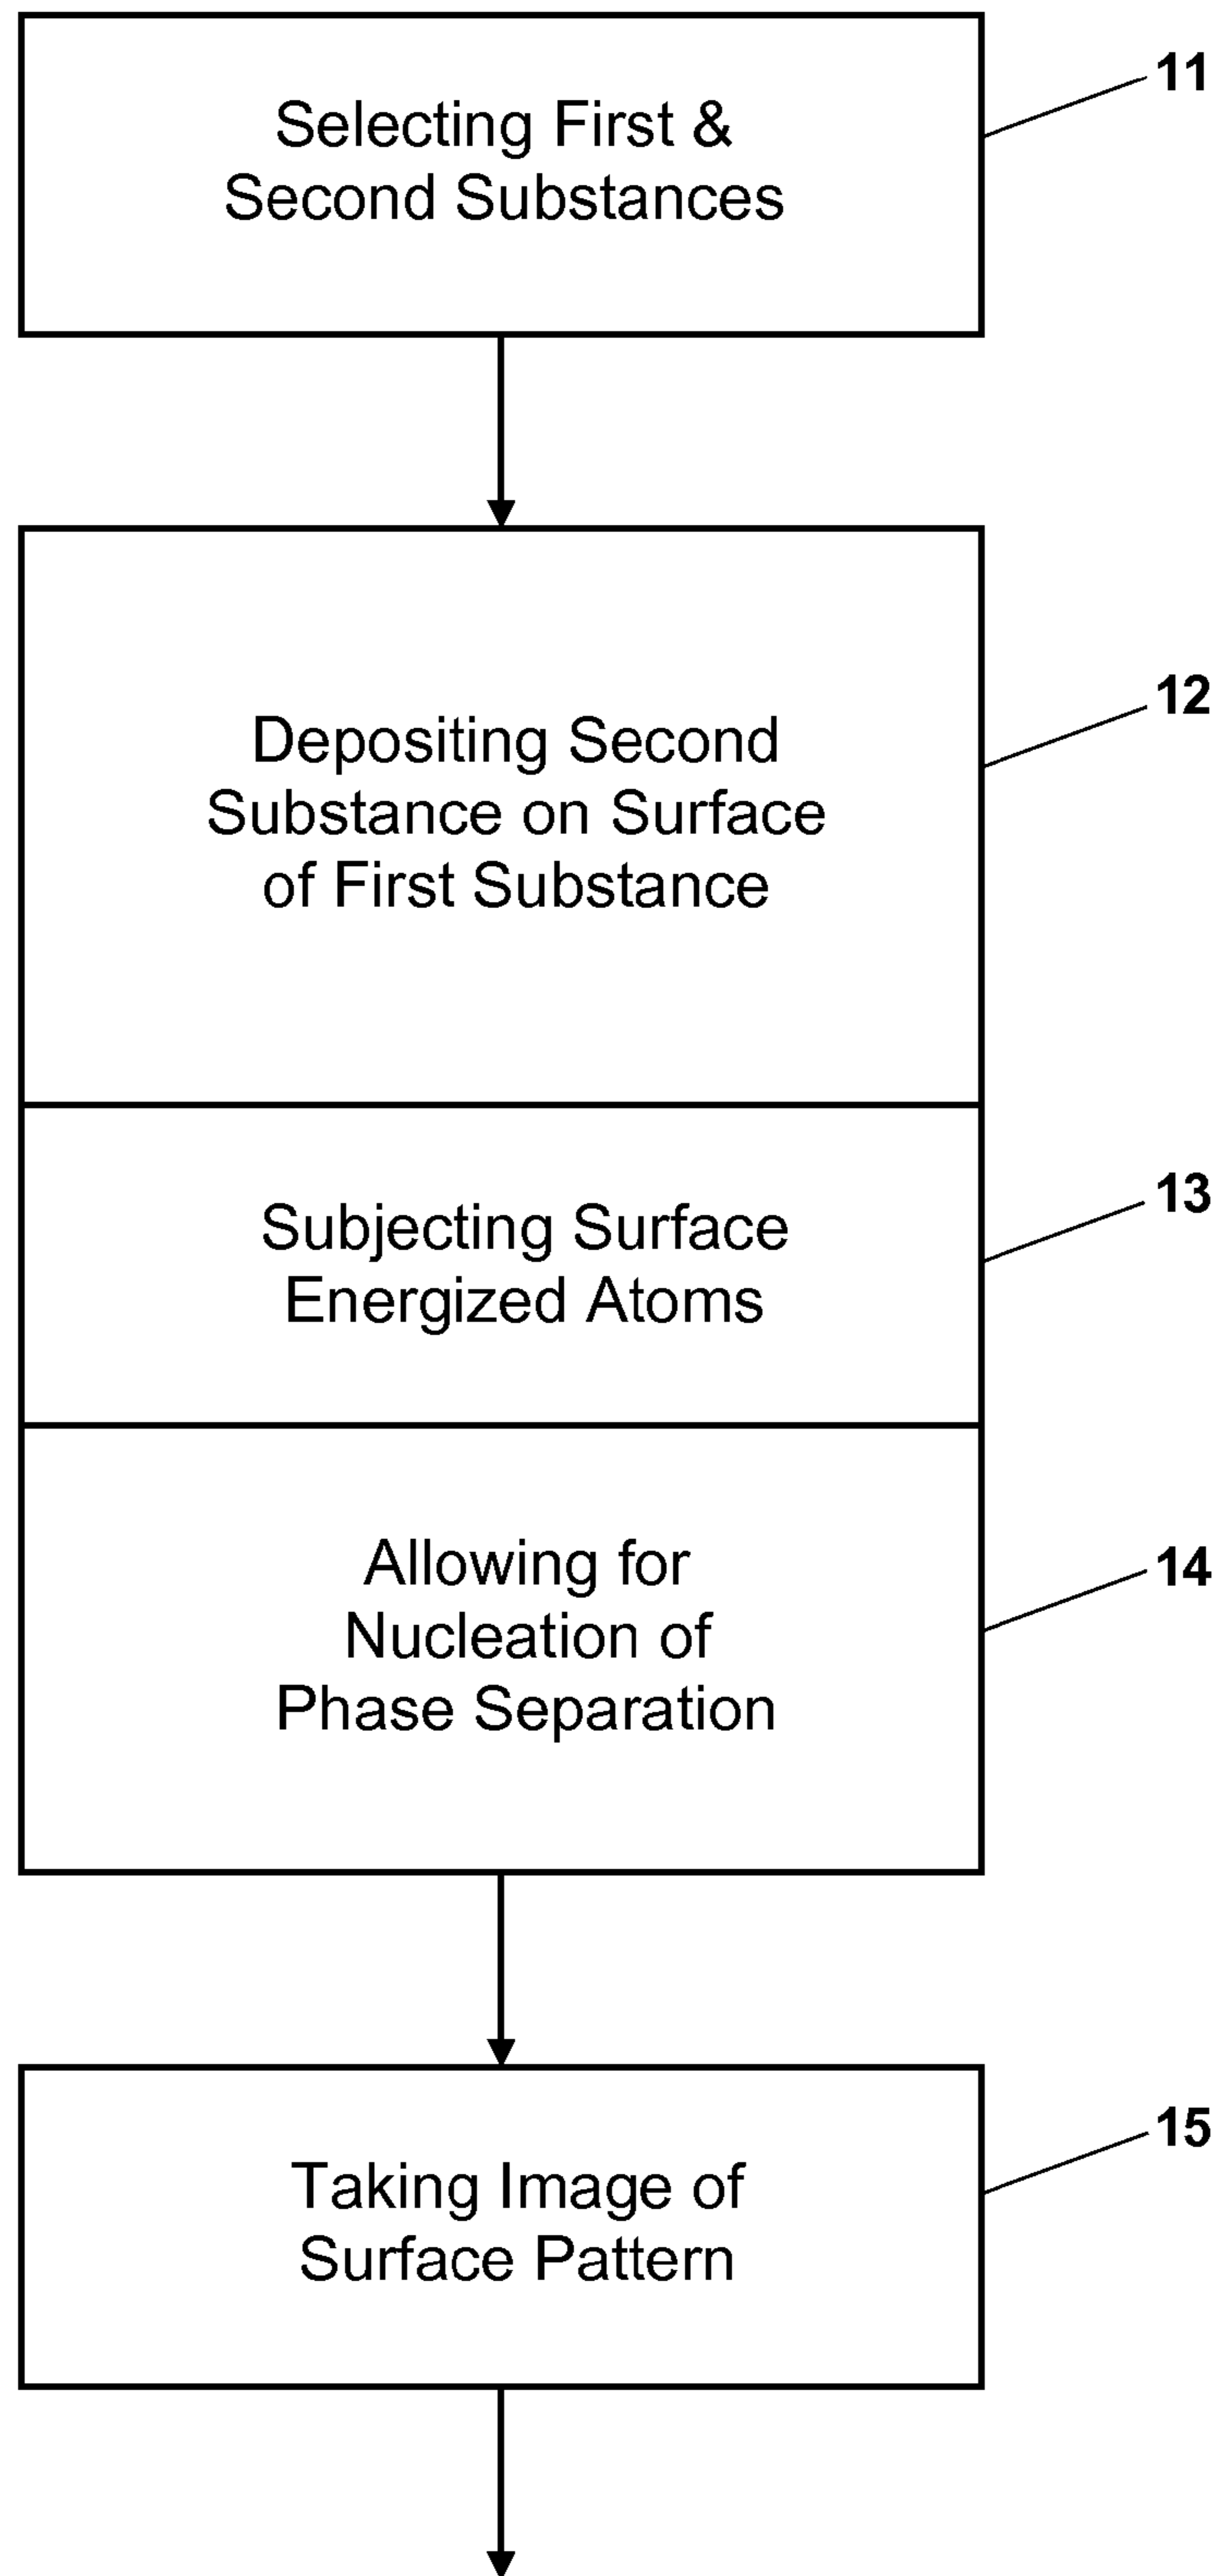 Selecting First &
Second Substances
11
Depositing Second
Substance on Surface
of First Substance
12
Subjecting Surface
Energized Atoms
13
Allowing for
Nucleation of
Phase Separation
14
Taking Image of
Surface Pattern
15